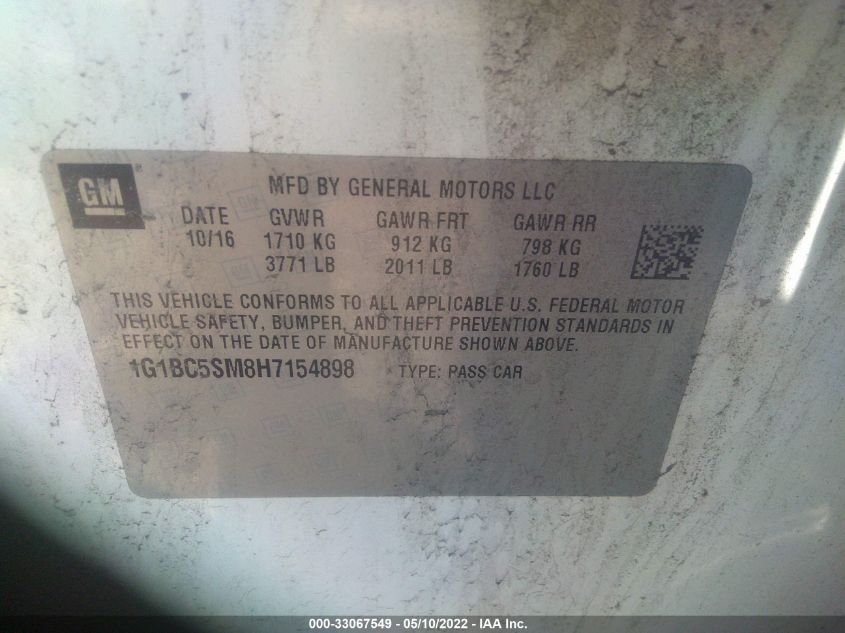 GM ® MFD BY GENERAL MOTORS LLC
DATE GVWR GAWR FRT GAWR RR
10/16 1710 KG 912 KG 798 KG
3771 LB 2011 LB 1760 LB
THIS VEHICLE CONFORMS TO ALL APPLICABLE U.S. FEDERAL MOTOR
VEHICLE SAFETY, BUMPER, AND THEFT PREVENTION STANDARDS IN
EFFECT ON THE DATE OF MANUFACTURE SHOWN ABOVE.
1G1BC5SM8H7154898 TYPE: PASS CAR
000-33067549 - 05/10/2022 - IAA Inc.